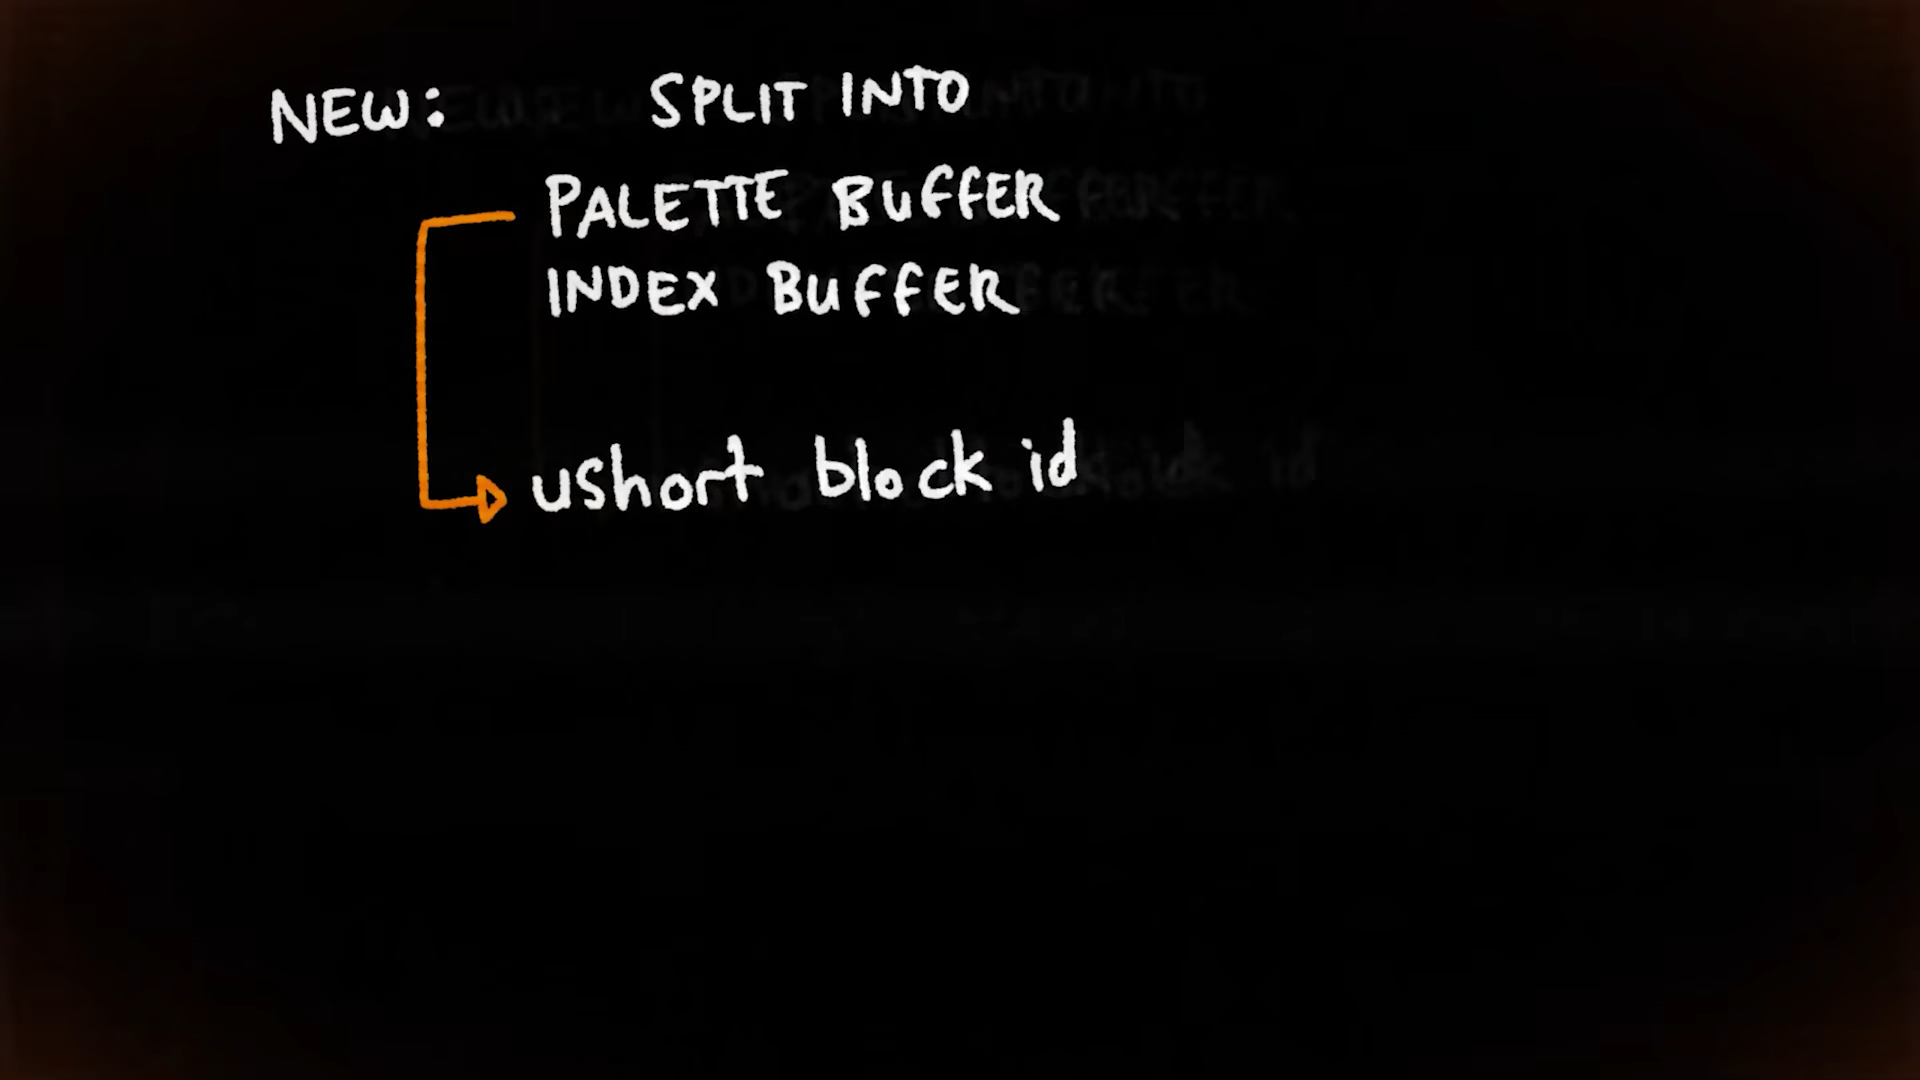 NEW: SPLIT INTO
PALETTE BUFFER
INDEX BUFFER
ushort block id